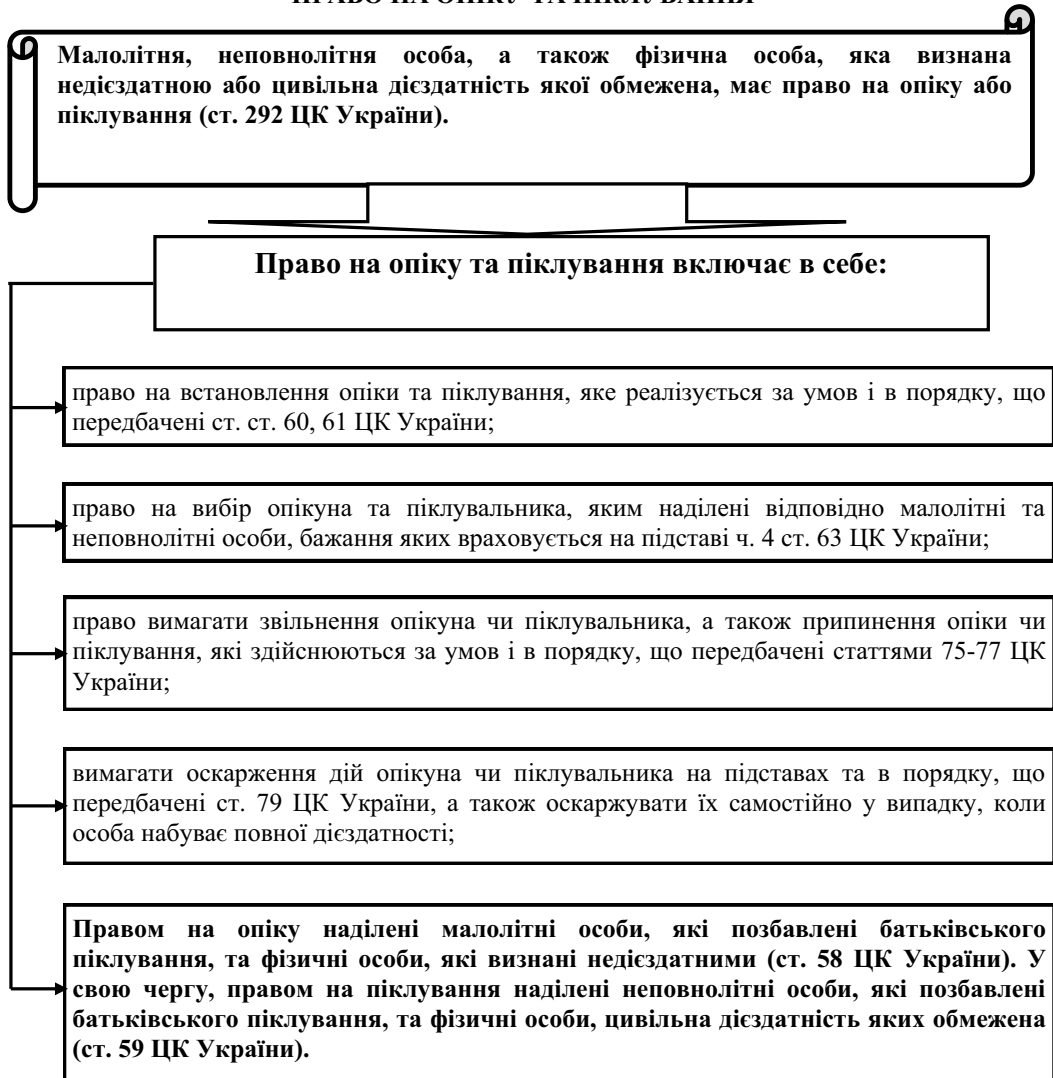 ПРАВО НА ОПІКУ ТА ПІКЛУВАННЯ
Малолітня, неповнолітня особа, а також фізична особа, яка визнана
недієздатною або цивільна дієздатність якої обмежена, має право на опіку або
піклування (ст. 292 ЦК України).
Право на опіку та піклування включає в себе:
право на встановлення опіки та піклування, яке реалізується за умов і в порядку, що
передбачені ст. ст. 60, 61 ЦК України;
право на вибір опікуна та піклувальника, яким наділені відповідно малолітні та
неповнолітні особи, бажання яких враховується на підставі ч. 4 ст. 63 ЦК України;
право вимагати звільнення опікуна чи піклувальника, а також припинення опіки чи
піклування, які здійснюються за умов і в порядку, що передбачені статтями 75-77 ЦК
України;
вимагати оскарження дій опікуна чи піклувальника на підставах та в порядку, що
передбачені ст. 79 ЦК України, а також оскаржувати їх самостійно у випадку, коли
особа набуває повної дієздатності;
Правом на опіку наділені малолітні особи, які позбавлені батьківського
піклування, та фізичні особи, які визнані недієздатними (ст. 58 ЦК України). У
свою чергу, правом на піклування наділені неповнолітні особи, які позбавлені
батьківського піклування, та фізичні особи, цивільна дієздатність яких обмежена
(ст. 59 ЦК України).